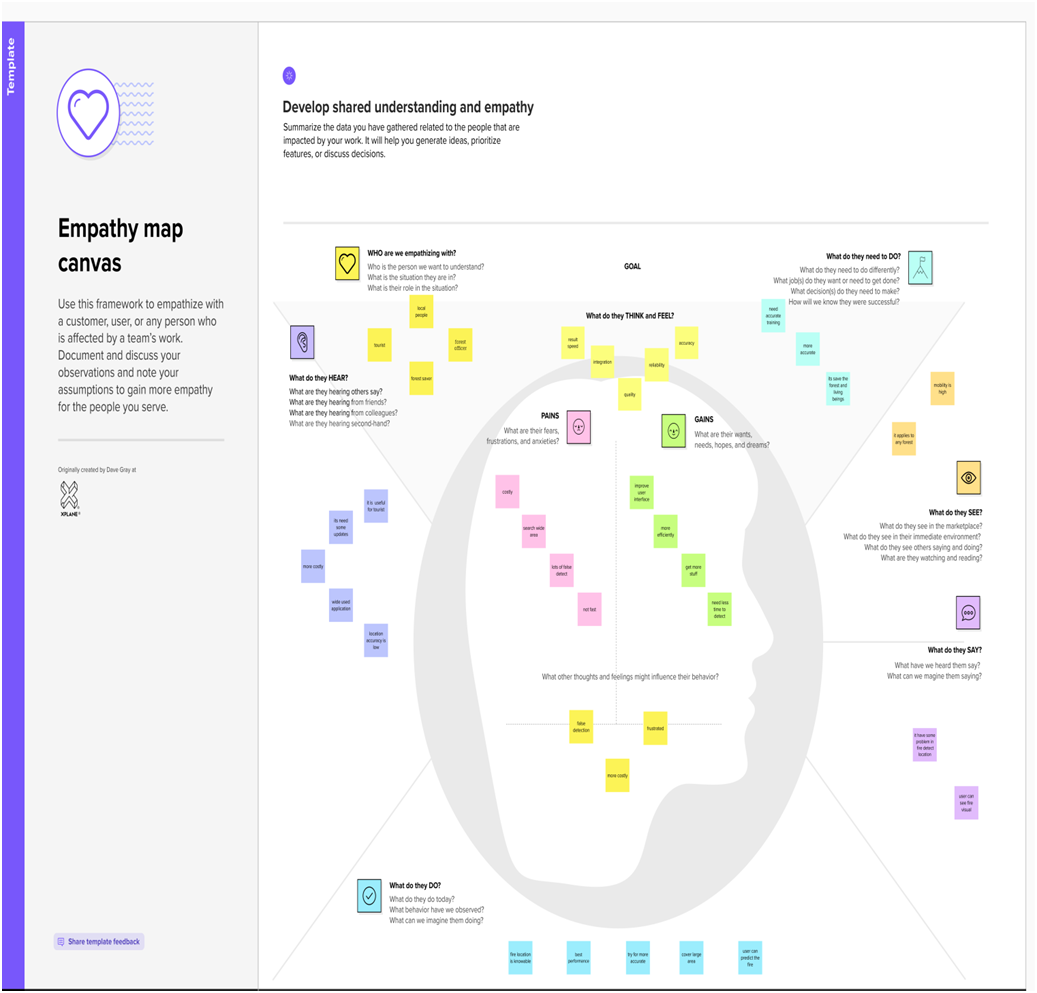 Template
Empathy map
canvas
Use this framework to empathize with
a customer, user, or any person who
is affected by a team's work.
Document and discuss your
observations and note your
assumptions to gain more empathy
for the people you serve.
Originally created by Dave Gray at
XPLANE
Share template feedback
Develop shared understanding and empathy
Summarize the data you have gathered related to the people that are
impacted by your work. It will help you generate ideas, prioritize
features, or discuss decisions.
WHO are we empathizing with?
Who is the person we want to understand?
What is the situation they are in?
What is their role in the situation?
local
people
tourist
forest
officer
forest saver
GOAL
What do they need to DO?
What do they need to do differently?
What job(s) do they want or need to get done?
What decision(s) do they need to make?
How will we know they were successful?
need
accurate
training
more
accurate
its save the
forest and
living
beings
What do they HEAR?
What are they hearing others say?
What are they hearing from friends?
What are they hearing from colleagues?
What are they hearing second-hand?
it is useful
for tourist
its need
some
updates
more costly
wide used
application
location
accuracy is
low
What do they THINK and FEEL?
result
speed
integration
quality
reliability
accuracy
PAINS
What are their fears,
frustrations, and anxieties?
costly
search wide
area
lots of false
detect
not fast
GAINS
What are their wants,
needs, hopes, and dreams?
improve
user
interface
more
efficiently
get more
stuff
need less
time to
detect
What other thoughts and feelings might influence their behavior?
false
detection
frustrated
more costly
mobility is
high
it applies to
any forest
What do they SEE?
What do they see in the marketplace?
What do they see in their immediate environment?
What do they see others saying and doing?
What are they watching and reading?
What do they SAY?
What have we heard them say?
What can we magine them saying?
it have some
problem in
fire detect
location
user can
see fire
visual
What do they DO?
What do they do today?
What behavior have we observed?
What can we imagine them doing?
fire location
is knowable
best
performance
try for more
accurate
cover large
area
user can
predict the
fire